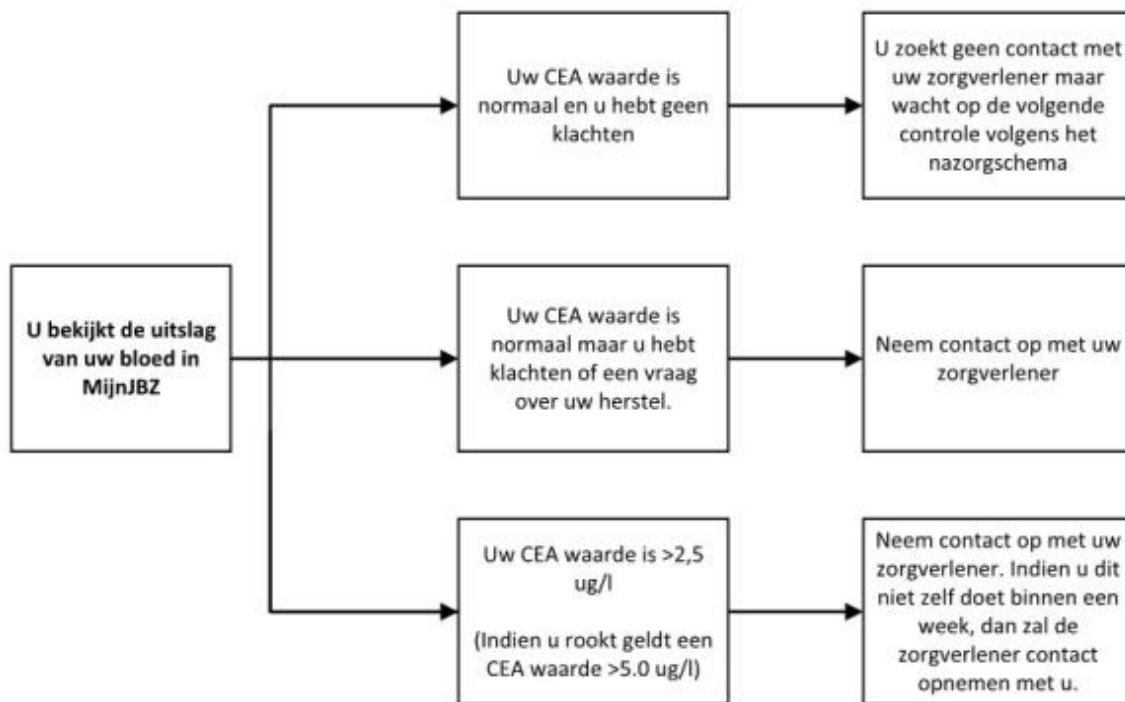 U bekijkt de uitslag
van uw bloed in
MijnJBZ
Uw CEA waarde is
normaal en u hebt geen
klachten
U zoekt geen contact met
uw zorgverlener maar
wacht op de volgende
controle volgens het
nazorgschema
Uw CEA waarde is
normaal maar u hebt
klachten of een vraag
over uw herstel.
Neem contact op met uw
zorgverlener
Uw CEA waarde is >2,5
ug/l
(Indien u rookt geldt een
CEA waarde >5.0 ug/l)
Neem contact op met uw
zorgverlener. Indien u dit
niet zelf doet binnen een
week, dan zal de
zorgverlener contact
opnemen met u.